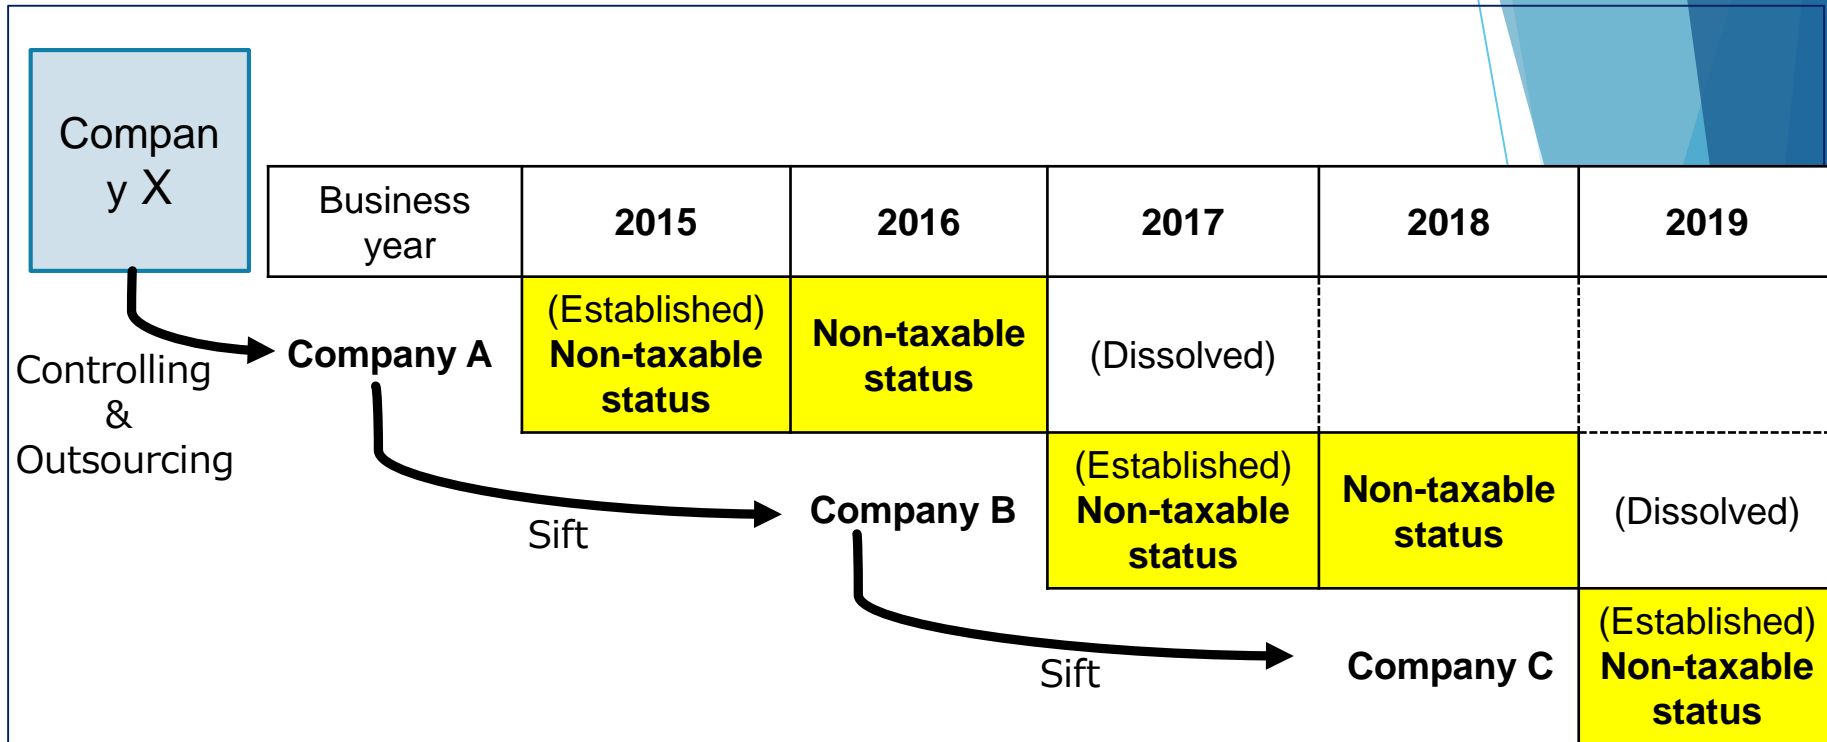 Compan
y X
Business
year
2015
2016
2017
2018
2019
Controlling
&
Outsourcing
Company A
(Established)
Non-taxable
status
Non-taxable
status
(Dissolved)
Sift
Company B
(Established)
Non-taxable
status
Non-taxable
status
(Dissolved)
Sift
Company C
(Established)
Non-taxable
status